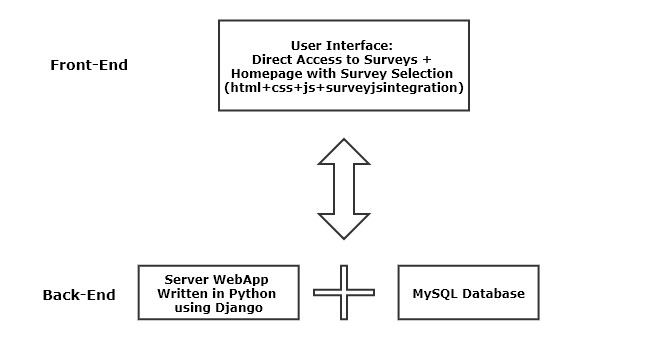 Front-End
User Interface:
Direct Access to Surveys +
Homepage with Survey Selection
(html+css+js+surveyjsintegration)
Back-End
Server WebApp
Written in Python
using Django
MySQL Database